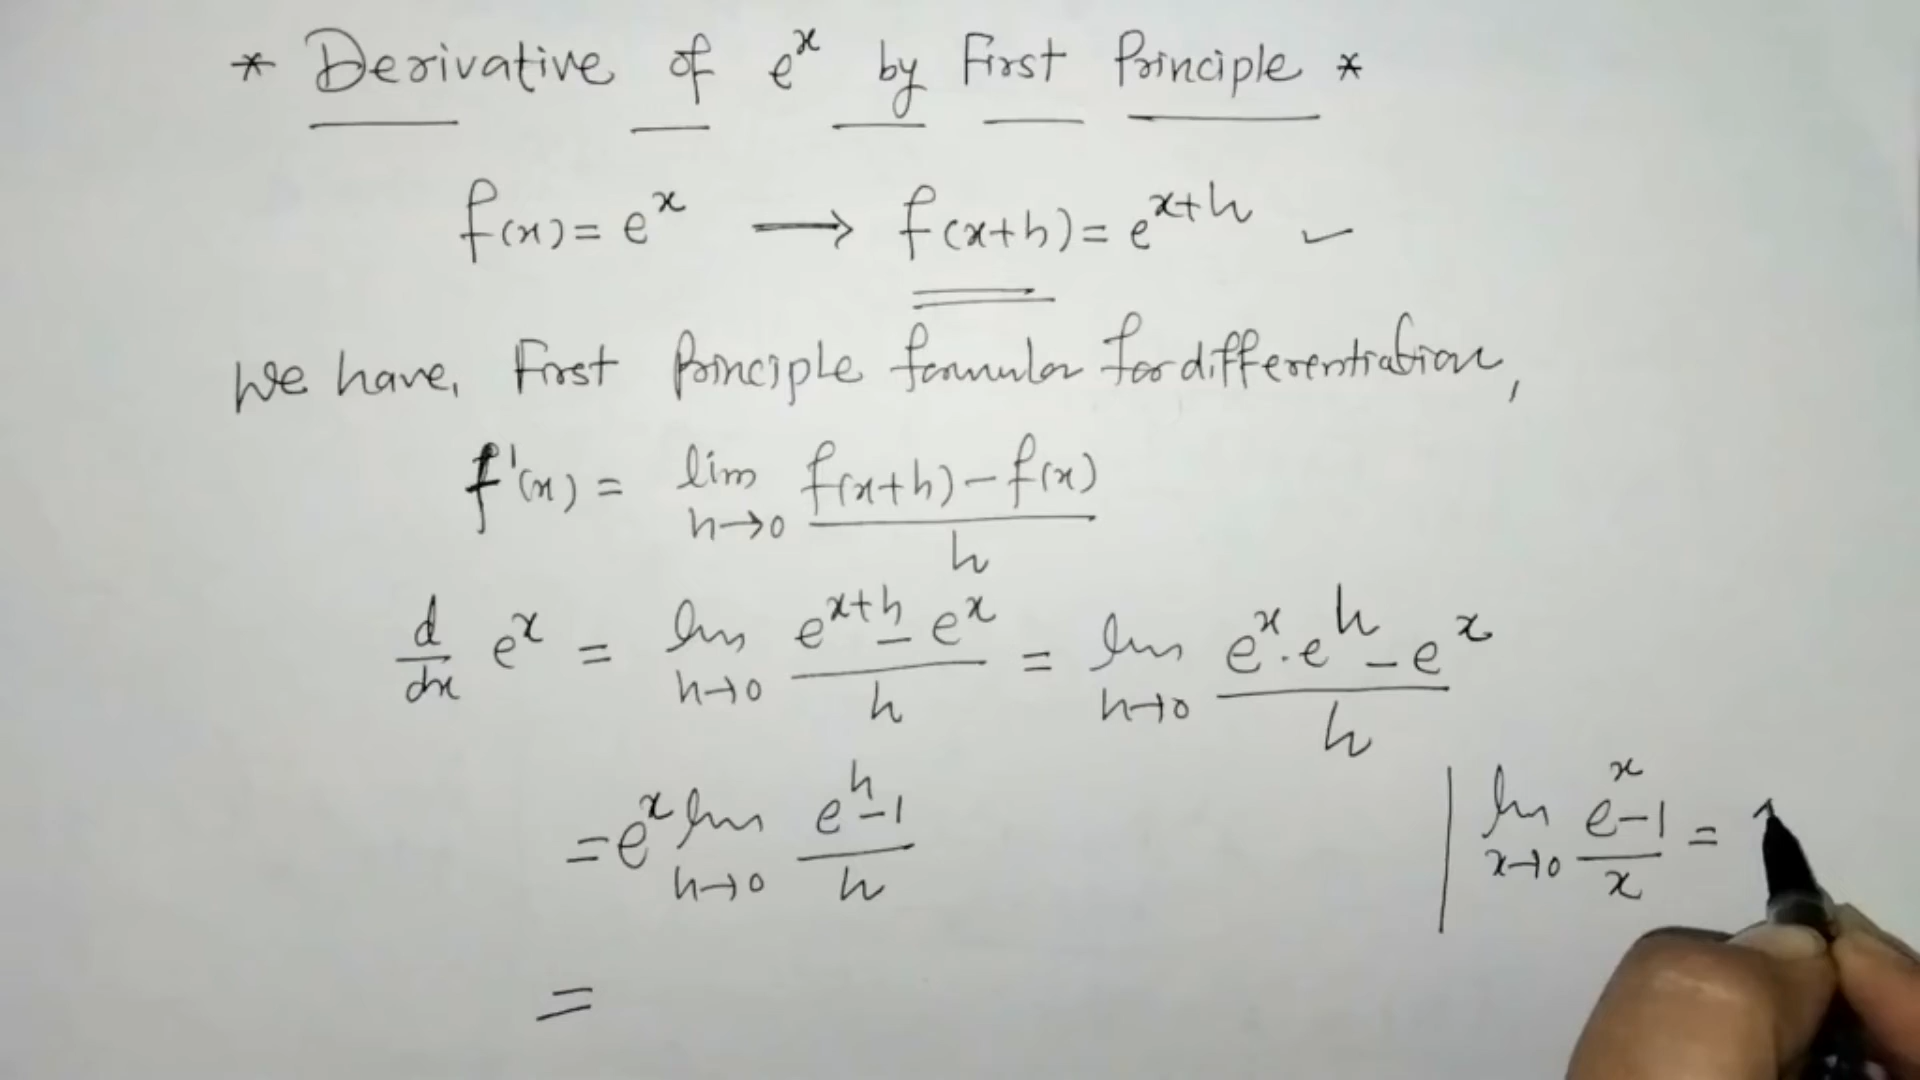 * Derivative of e^x by First Principle *
f(x) = e^x → f(x+h) = e^{x+h} ✓
We have, First Principle formula for differentiation,
f'(x) = lim_{h→0} (f(x+h) - f(x))/h
d/dx e^x = lim_{h→0} (e^{x+h} - e^x)/h = lim_{h→0} (e^x · e^h - e^x)/h
= e^x lim_{h→0} (e^h - 1)/h
| lim_{x→0} (e^x - 1)/x =
=